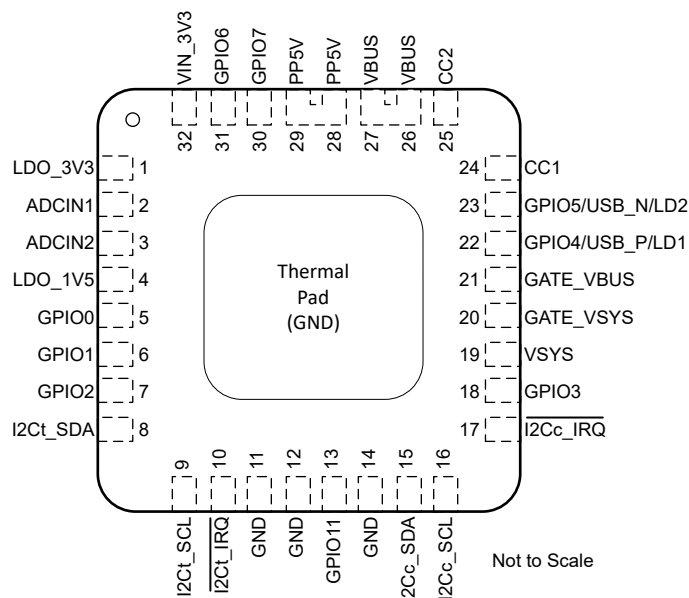 VIN_3V3
GPIO6
GPIO7
PP5V
PP5V
VBUS
VBUS
CC2
32
31
30
29
28
27
26
25
LDO_3V3 1
ADCIN1 2
ADCIN2 3
LDO_1V5 4
GPIO0 5
GPIO1 6
GPIO2 7
I2Ct_SDA 8
Thermal
Pad
(GND)
24 CC1
23 GPIO5/USB_N/LD2
22 GPIO4/USB_P/LD1
21 GATE_VBUS
20 GATE_VSYS
19 VSYS
18 GPIO3
17 I2Cc_IRQ
9
10
11
12
13
14
15
16
I2Ct_SCL
I2Ct_IRQ
GND
GND
GPIO11
GND
2Cc_SDA
I2Cc_SCL
Not to Scale